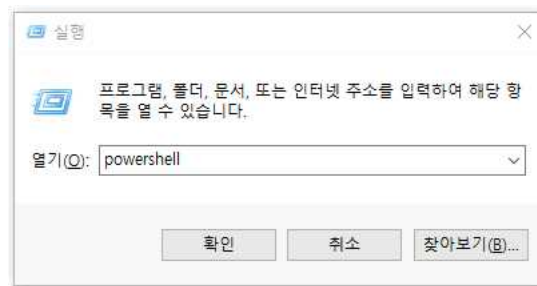 실행
프로그램, 폴더, 문서, 또는 인터넷 주소를 입력하여 해당 항
목을 열 수 있습니다.
열기(O): powershell
확인 취소 찾아보기(B)...